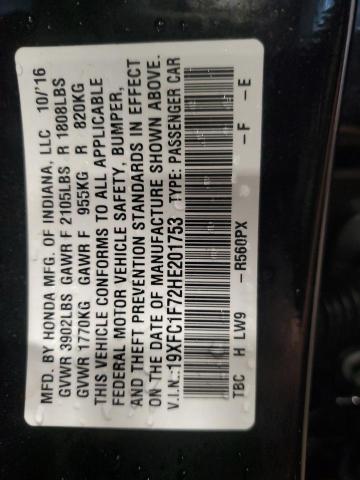 MFD. BY HONDA MFG. OF INDIANA, LLC 10/'16
GVWR 3902LBS GAWR F 2105LBS R 1808LBS
GVWR 1770KG GAWR F 955KG R 820KG
THIS VEHICLE CONFORMS TO ALL APPLICABLE
FEDERAL MOTOR VEHICLE SAFETY, BUMPER,
AND THEFT PREVENTION STANDARDS IN EFFECT
ON THE DATE OF MANUFACTURE SHOWN ABOVE.
V.I.N.:19XFC1F72HE201753 TYPE: PASSENGER CAR
TBC H LW9 -R560PX -F -E